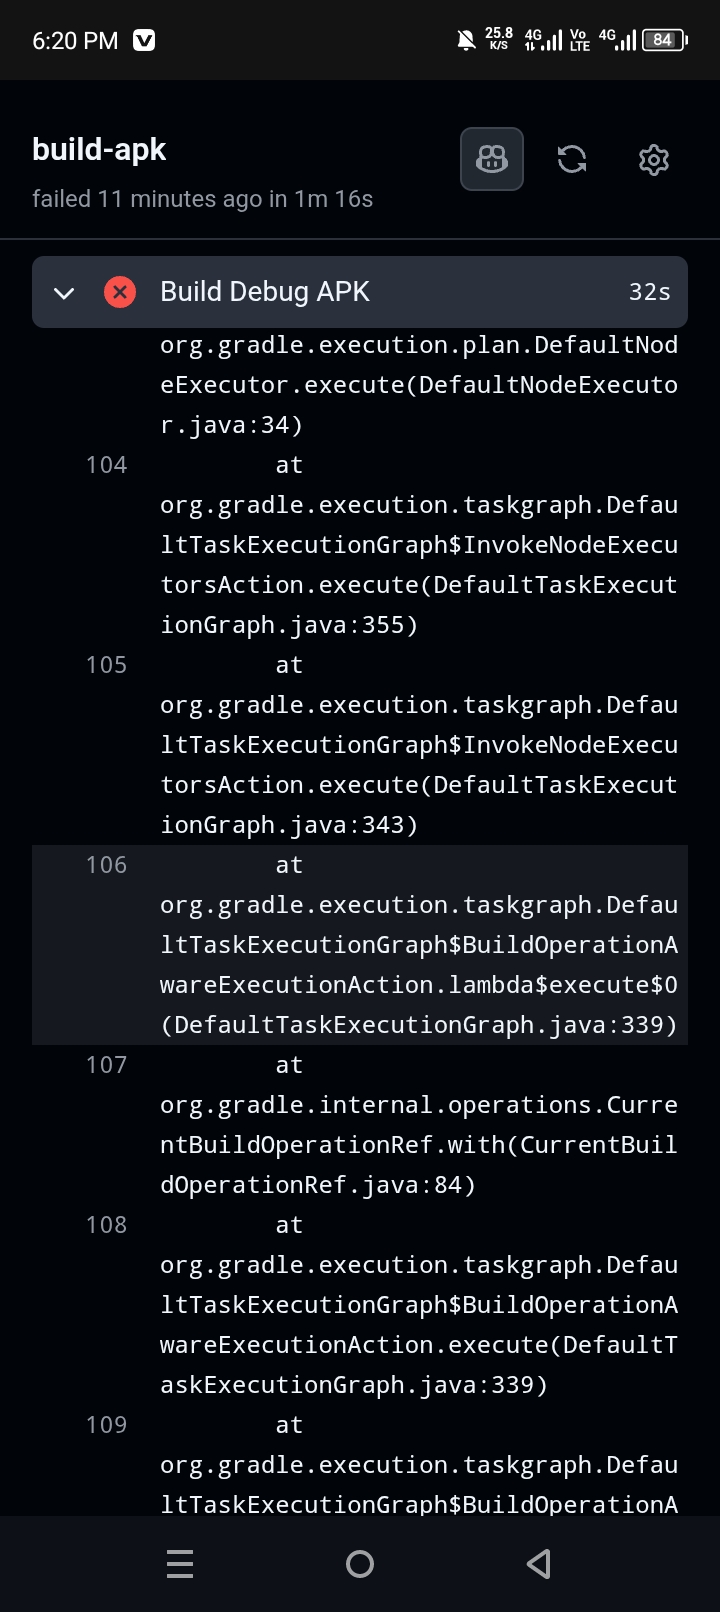 6:20 PM
25.8
K/S
4G
Vo
LTE
4G
84
build-apk
failed 11 minutes ago in 1m 16s
Build Debug APK
32s
org.gradle.execution.plan.DefaultNod
eExecutor.execute(DefaultNodeExecuto
r.java:34)
104 at
org.gradle.execution.taskgraph.Defau
ltTaskExecutionGraph$InvokeNodeExecu
torsAction.execute(DefaultTaskExecut
ionGraph.java:355)
105 at
org.gradle.execution.taskgraph.Defau
ltTaskExecutionGraph$InvokeNodeExecu
torsAction.execute(DefaultTaskExecut
ionGraph.java:343)
106 at
org.gradle.execution.taskgraph.Defau
ltTaskExecutionGraph$BuildOperationA
wareExecutionAction.lambda$execute$0
(DefaultTaskExecutionGraph.java:339)
107 at
org.gradle.internal.operations.Curre
ntBuildOperationRef.with(CurrentBuil
dOperationRef.java:84)
108 at
org.gradle.execution.taskgraph.Defau
ltTaskExecutionGraph$BuildOperationA
wareExecutionAction.execute(DefaultT
askExecutionGraph.java:339)
109 at
org.gradle.execution.taskgraph.Defau
ltTaskExecutionGraph$BuildOperationA